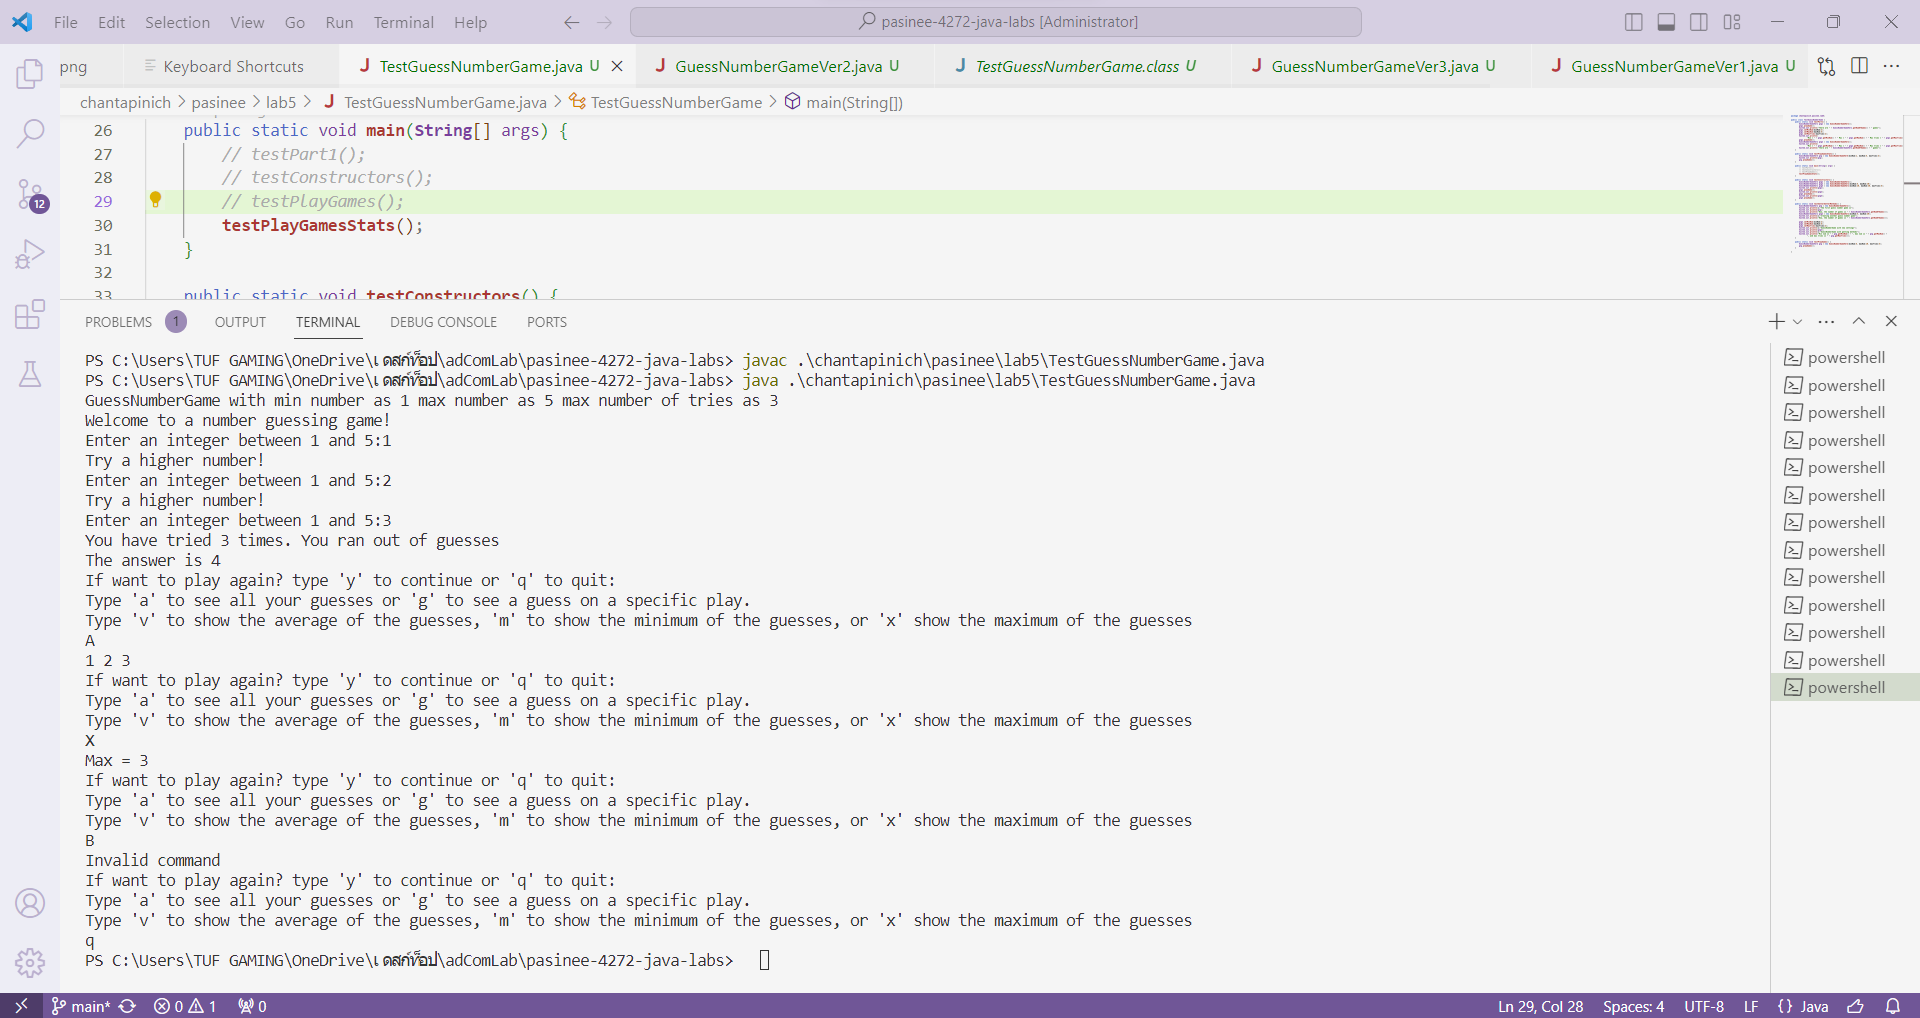 File Edit Selection View Go Run Terminal Help
pasinee-4272-java-labs [Administrator]
png
Keyboard Shortcuts
J TestGuessNumberGame.java U
J GuessNumberGameVer2.java U
J TestGuessNumberGame.class U
J GuessNumberGameVer3.java U
J GuessNumberGameVer1.java U
chantapinich > pasinee > lab5 > J TestGuessNumberGame.java > TestGuessNumberGame > main(String[])
26 public static void main(String[] args) {
27 // testPart1();
28 // testConstructors();
29 // testPlayGames();
30 testPlayGamesStats();
31 }
32
33 public static void testConstructors() {
12
PROBLEMS 1 OUTPUT TERMINAL DEBUG CONSOLE PORTS
PS C:\Users\TUF GAMING\OneDrive\เดสก์ท็อป\adComLab\pasinee-4272-java-labs> javac .\chantapinich\pasinee\lab5\TestGuessNumberGame.java
PS C:\Users\TUF GAMING\OneDrive\เดสก์ท็อป\adComLab\pasinee-4272-java-labs> java .\chantapinich\pasinee\lab5\TestGuessNumberGame.java
GuessNumberGame with min number as 1 max number as 5 max number of tries as 3
Welcome to a number guessing game!
Enter an integer between 1 and 5:1
Try a higher number!
Enter an integer between 1 and 5:2
Try a higher number!
Enter an integer between 1 and 5:3
You have tried 3 times. You ran out of guesses
The answer is 4
If want to play again? type 'y' to continue or 'q' to quit:
Type 'a' to see all your guesses or 'g' to see a guess on a specific play.
Type 'v' to show the average of the guesses, 'm' to show the minimum of the guesses, or 'x' show the maximum of the guesses
A
1 2 3
If want to play again? type 'y' to continue or 'q' to quit:
Type 'a' to see all your guesses or 'g' to see a guess on a specific play.
Type 'v' to show the average of the guesses, 'm' to show the minimum of the guesses, or 'x' show the maximum of the guesses
X
Max = 3
If want to play again? type 'y' to continue or 'q' to quit:
Type 'a' to see all your guesses or 'g' to see a guess on a specific play.
Type 'v' to show the average of the guesses, 'm' to show the minimum of the guesses, or 'x' show the maximum of the guesses
B
Invalid command
If want to play again? type 'y' to continue or 'q' to quit:
Type 'a' to see all your guesses or 'g' to see a guess on a specific play.
Type 'v' to show the average of the guesses, 'm' to show the minimum of the guesses, or 'x' show the maximum of the guesses
q
PS C:\Users\TUF GAMING\OneDrive\เดสก์ท็อป\adComLab\pasinee-4272-java-labs>
powershell
powershell
powershell
powershell
powershell
powershell
powershell
powershell
powershell
powershell
powershell
powershell
powershell
main* 0 1 0
Ln 29, Col 28 Spaces: 4 UTF-8 LF {} Java